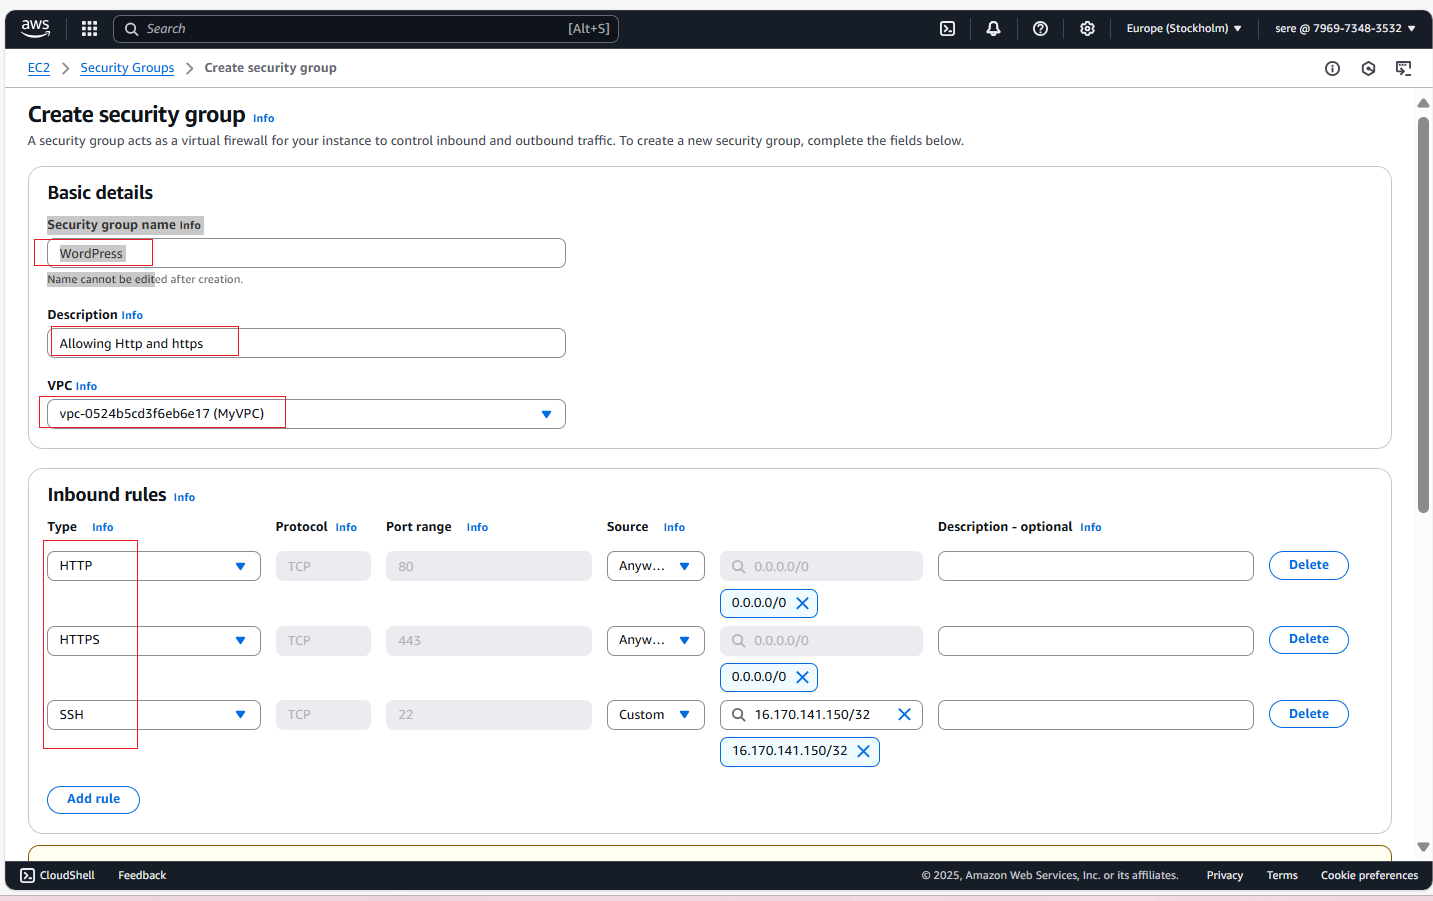 aws Search [Alt+S] Europe (Stockholm) sere @ 7969-7348-3532
EC2 Security Groups Create security group
Create security group Info
A security group acts as a virtual firewall for your instance to control inbound and outbound traffic. To create a new security group, complete the fields below.
Basic details
Security group name Info
WordPress
Name cannot be edited after creation.
Description Info
Allowing Http and https
VPC Info
vpc-0524b5cd3f6eb6e17 (MyVPC)
Inbound rules Info
Type Info Protocol Info Port range Info Source Info Description - optional Info
HTTP TCP 80 Anyw... 0.0.0.0/0 Delete
0.0.0.0/0
HTTPS TCP 443 Anyw... 0.0.0.0/0 Delete
0.0.0.0/0
SSH TCP 22 Custom 16.170.141.150/32 Delete
16.170.141.150/32
Add rule
CloudShell Feedback © 2025, Amazon Web Services, Inc. or its affiliates. Privacy Terms Cookie preferences